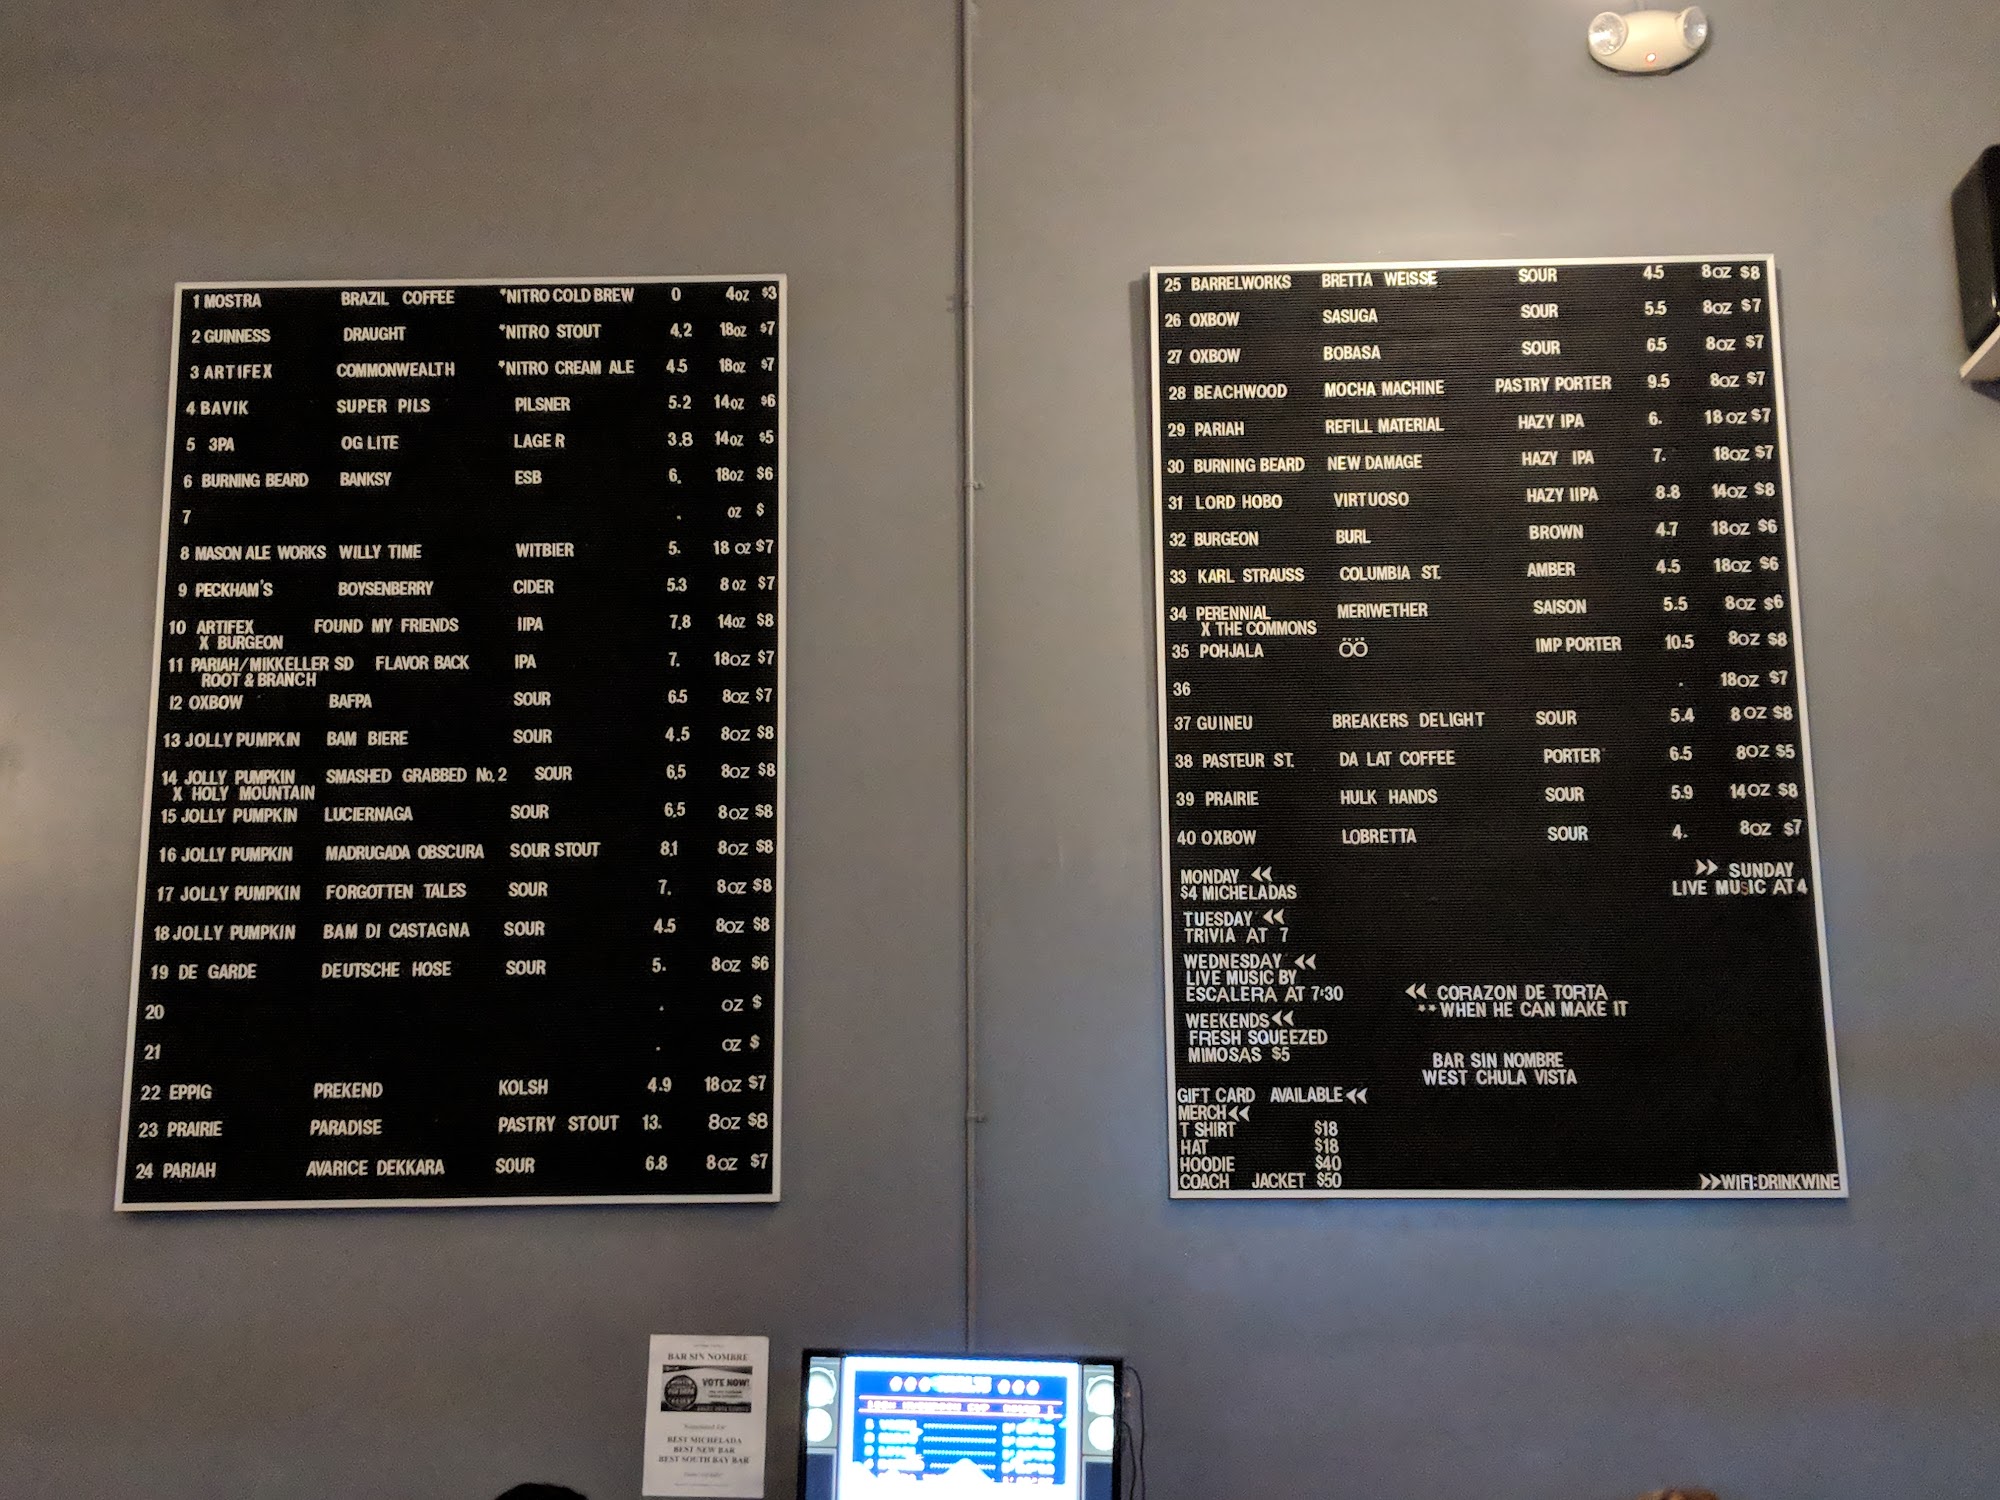 1 MOSTRA BRAZIL COFFEE *NITRO COLD BREW 0 4oz $3
2 GUINNESS DRAUGHT *NITRO STOUT 4.2 18oz $7
3 ARTIFEX COMMONWEALTH *NITRO CREAM ALE 4.5 18oz $7
4 BAVIK SUPER PILS PILSNER 5.2 14oz $6
5 3PA OG LITE LAGER 3.8 14oz $5
6 BURNING BEARD BANKSY ESB 6. 18oz $6
7 . oz $
8 MASON ALE WORKS WILLY TIME WITBIER 5. 18 oz $7
9 PECKHAM'S BOYSENBERRY CIDER 5.3 8 oz $7
10 ARTIFEX FOUND MY FRIENDS IIPA 7.8 14oz $8
X BURGEON
11 PARIAH/MIKKELLER SD FLAVOR BACK IPA 7. 18oz $7
ROOT & BRANCH
12 OXBOW BAFPA SOUR 6.5 8oz $7
13 JOLLY PUMPKIN BAM BIERE SOUR 4.5 8oz $8
14 JOLLY PUMPKIN SMASHED GRABBED No. 2 SOUR 6.5 8oz $8
X HOLY MOUNTAIN
15 JOLLY PUMPKIN LUCIERNAGA SOUR 6.5 8oz $8
16 JOLLY PUMPKIN MADRUGADA OBSCURA SOUR STOUT 8.1 8oz $8
17 JOLLY PUMPKIN FORGOTTEN TALES SOUR 7. 8oz $8
18 JOLLY PUMPKIN BAM DI CASTAGNA SOUR 4.5 8oz $8
19 DE GARDE DEUTSCHE HOSE SOUR 5. 8oz $6
20 . oz $
21 . oz $
22 EPPIG PREKEND KOLSH 4.9 18oz $7
23 PRAIRIE PARADISE PASTRY STOUT 13. 8oz $8
24 PARIAH AVARICE DEKKARA SOUR 6.8 8oz $7
25 BARRELWORKS BRETTA WEISSE SOUR 4.5 8oz $8
26 OXBOW SASUGA SOUR 5.5 8oz $7
27 OXBOW BOBASA SOUR 6.5 8oz $7
28 BEACHWOOD MOCHA MACHINE PASTRY PORTER 9.5 8oz $7
29 PARIAH REFILL MATERIAL HAZY IPA 6. 18 oz $7
30 BURNING BEARD NEW DAMAGE HAZY IPA 7. 18oz $7
31 LORD HOBO VIRTUOSO HAZY IIPA 8.8 14oz $8
32 BURGEON BURL BROWN 4.7 18oz $6
33 KARL STRAUSS COLUMBIA ST. AMBER 4.5 18oz $6
34 PERENNIAL MERIWETHER SAISON 5.5 8oz $6
X THE COMMONS
35 POHJALA ÖÖ IMP PORTER 10.5 8oz $8
36 . 18oz $7
37 GUINEU BREAKERS DELIGHT SOUR 5.4 8 OZ $8
38 PASTEUR ST. DA LAT COFFEE PORTER 6.5 8OZ $5
39 PRAIRIE HULK HANDS SOUR 5.9 14OZ $8
40 OXBOW LOBRETTA SOUR 4. 8OZ $7
MONDAY <<
$4 MICHELADAS
>> SUNDAY
LIVE MUSIC AT 4
TUESDAY <<
TRIVIA AT 7
WEDNESDAY <<
LIVE MUSIC BY
ESCALERA AT 7:30
<< CORAZON DE TORTA
**WHEN HE CAN MAKE IT
WEEKENDS <<
FRESH SQUEEZED
MIMOSAS $5
BAR SIN NOMBRE
WEST CHULA VISTA
GIFT CARD AVAILABLE <<
MERCH <<
T SHIRT $18
HAT $18
HOODIE $40
COACH JACKET $50
>>WIFI:DRINKWINE
BAR SIN NOMBRE
VOTE NOW!
BEST MICHELADA
BEST NEW BAR
BEST SOUTH BAY BAR